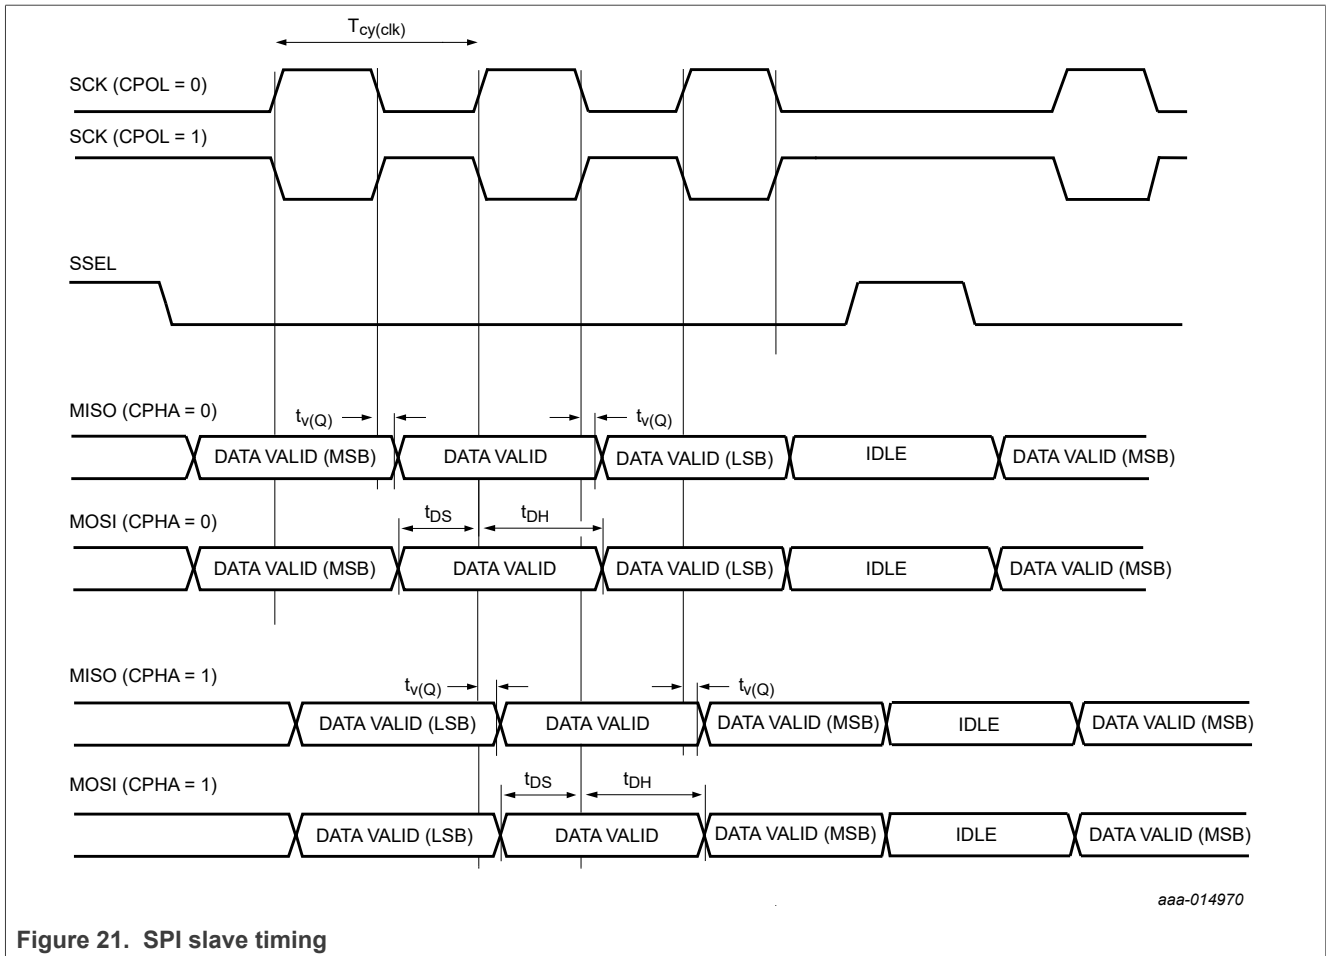 Tcy(clk)
SCK (CPOL = 0)
SCK (CPOL = 1)
SSEL
MISO (CPHA = 0)
tv(Q) tv(Q)
DATA VALID (MSB) DATA VALID DATA VALID (LSB) IDLE DATA VALID (MSB)
MOSI (CPHA = 0)
tDS tDH
DATA VALID (MSB) DATA VALID DATA VALID (LSB) IDLE DATA VALID (MSB)
MISO (CPHA = 1)
tv(Q) tv(Q)
DATA VALID (LSB) DATA VALID DATA VALID (MSB) IDLE DATA VALID (MSB)
MOSI (CPHA = 1)
tDS tDH
DATA VALID (LSB) DATA VALID DATA VALID (MSB) IDLE DATA VALID (MSB)
aaa-014970
Figure 21. SPI slave timing